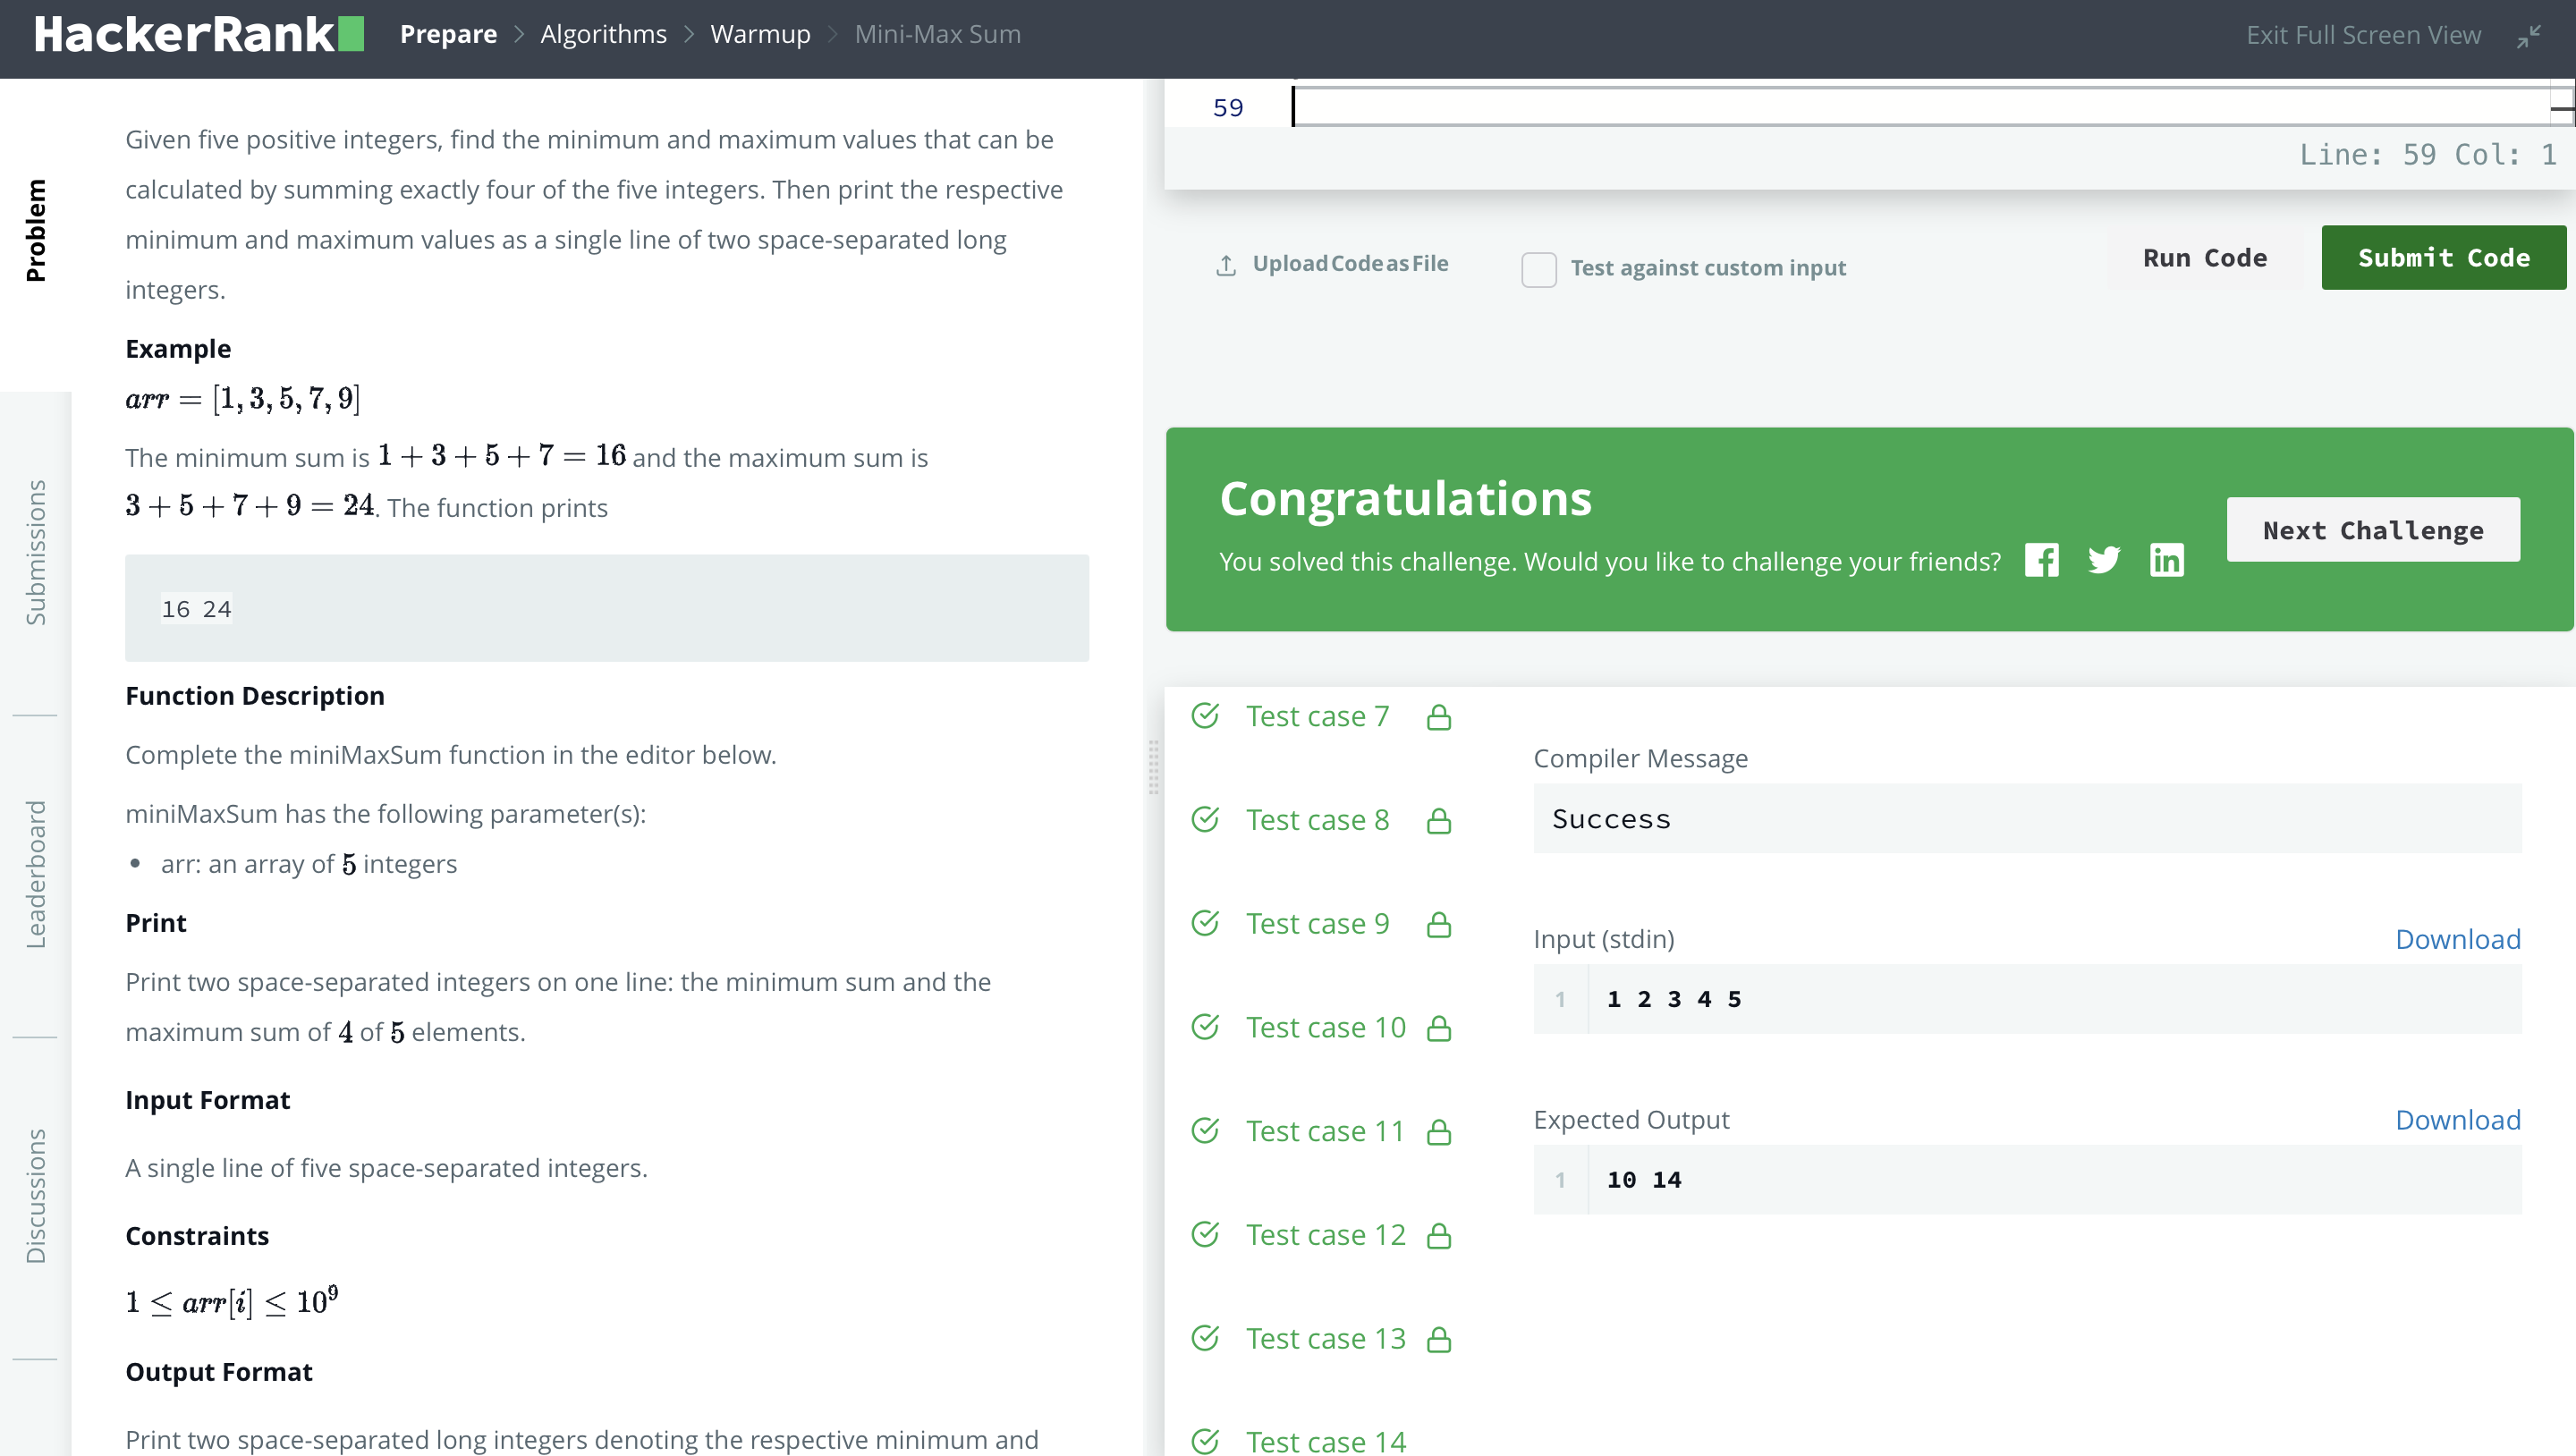 HackerRank Prepare > Algorithms > Warmup > Mini-Max Sum Exit Full Screen View
Problem
Submissions
Leaderboard
Discussions
Given five positive integers, find the minimum and maximum values that can be
calculated by summing exactly four of the five integers. Then print the respective
minimum and maximum values as a single line of two space-separated long
integers.
Example
arr = [1, 3, 5, 7, 9]
The minimum sum is 1 + 3 + 5 + 7 = 16 and the maximum sum is
3 + 5 + 7 + 9 = 24. The function prints
16 24
Function Description
Complete the miniMaxSum function in the editor below.
miniMaxSum has the following parameter(s):
• arr: an array of 5 integers
Print
Print two space-separated integers on one line: the minimum sum and the
maximum sum of 4 of 5 elements.
Input Format
A single line of five space-separated integers.
Constraints
1 ≤ arr[i] ≤ 10⁹
Output Format
Print two space-separated long integers denoting the respective minimum and
59
Line: 59 Col: 1
Upload Code as File
Test against custom input
Run Code
Submit Code
Congratulations
You solved this challenge. Would you like to challenge your friends?
Next Challenge
Test case 7
Test case 8
Test case 9
Test case 10
Test case 11
Test case 12
Test case 13
Test case 14
Compiler Message
Success
Input (stdin) Download
1 1 2 3 4 5
Expected Output Download
1 10 14